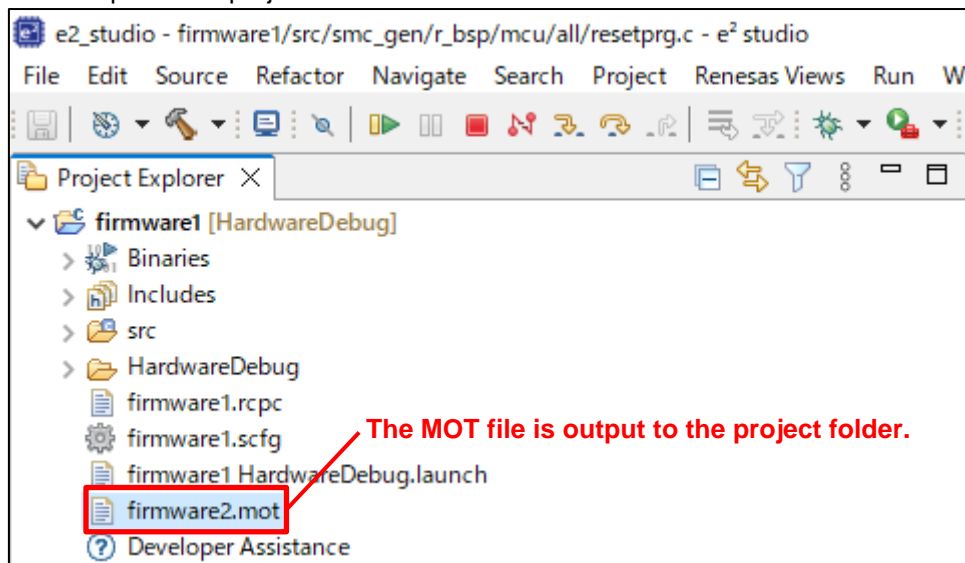 e2_studio - firmware1/src/smc_gen/r_bsp/mcu/all/resetprg.c - e² studio
File Edit Source Refactor Navigate Search Project Renesas Views Run W
Project Explorer
firmware1 [HardwareDebug]
Binaries
Includes
src
HardwareDebug
firmware1.rcpc
firmware1.scfg
The MOT file is output to the project folder.
firmware1 HardwareDebug.launch
firmware2.mot
Developer Assistance